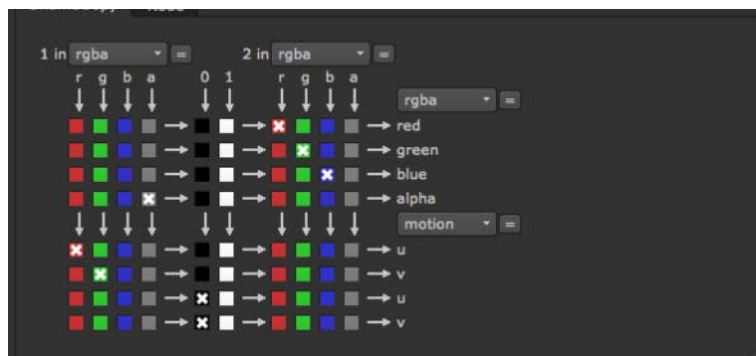 1 in rgba = 2 in rgba =
r g b a 0 1 r g b a
rgba =
red
green
blue
alpha
motion =
u
v
u
v